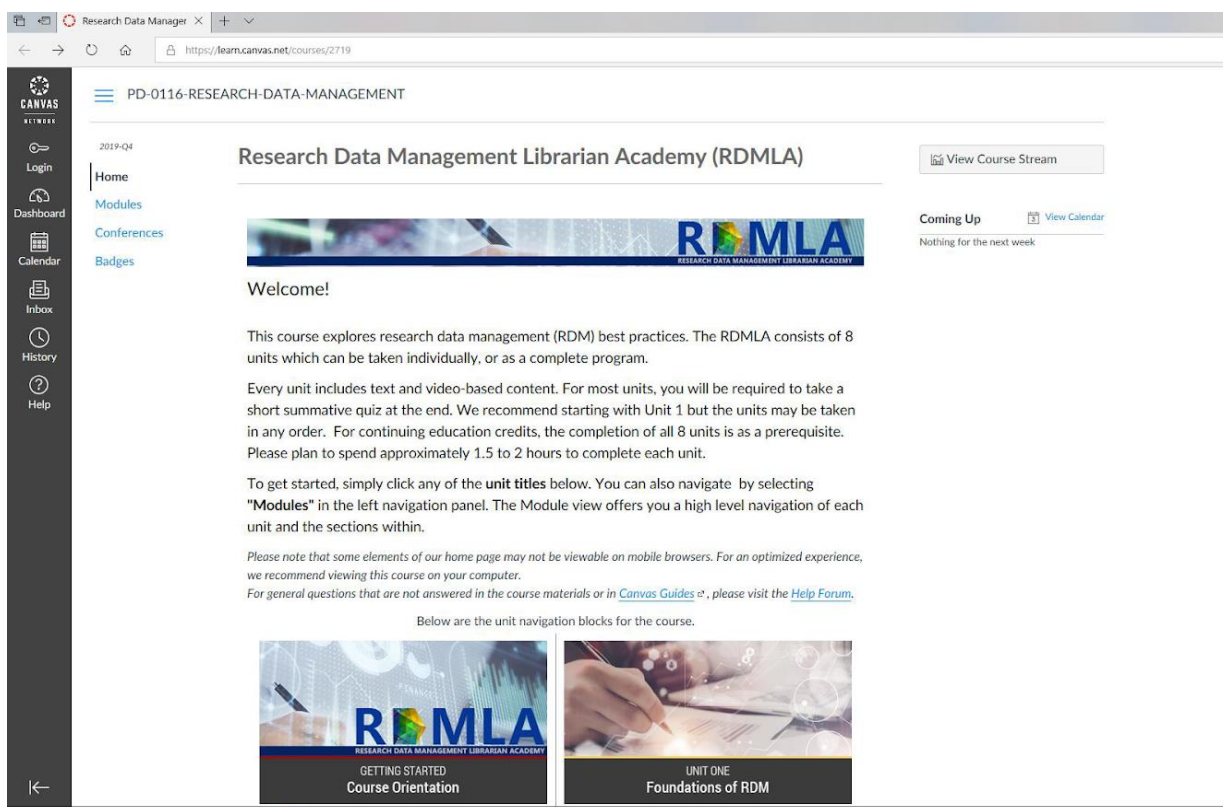 Research Data Manager
https://learn.canvas.net/courses/2719
CANVAS
NETWORK
Login
Dashboard
Calendar
Inbox
History
Help
PD-0116-RESEARCH-DATA-MANAGEMENT
2019-Q4
Home
Modules
Conferences
Badges
Research Data Management Librarian Academy (RDMLA)
RDMLA
RESEARCH DATA MANAGEMENT LIBRARIAN ACADEMY
Welcome!
This course explores research data management (RDM) best practices. The RDMLA consists of 8
units which can be taken individually, or as a complete program.
Every unit includes text and video-based content. For most units, you will be required to take a
short summative quiz at the end. We recommend starting with Unit 1 but the units may be taken
in any order. For continuing education credits, the completion of all 8 units is as a prerequisite.
Please plan to spend approximately 1.5 to 2 hours to complete each unit.
To get started, simply click any of the unit titles below. You can also navigate by selecting
"Modules" in the left navigation panel. The Module view offers you a high level navigation of each
unit and the sections within.
Please note that some elements of our home page may not be viewable on mobile browsers. For an optimized experience,
we recommend viewing this course on your computer.
For general questions that are not answered in the course materials or in Canvas Guides, please visit the Help Forum.
Below are the unit navigation blocks for the course.
RDMLA
RESEARCH DATA MANAGEMENT LIBRARIAN ACADEMY
GETTING STARTED
Course Orientation
UNIT ONE
Foundations of RDM
View Course Stream
Coming Up
3 View Calendar
Nothing for the next week